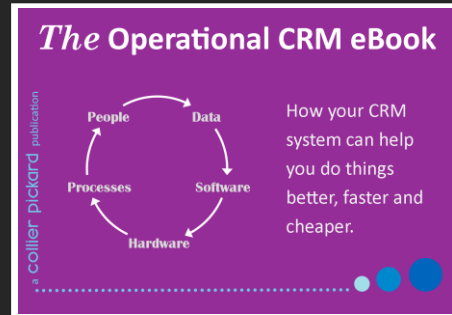 The Operational CRM eBook
People
Data
Software
Hardware
Processes
How your CRM
system can help
you do things
better, faster and
cheaper.
a collier pickard publication